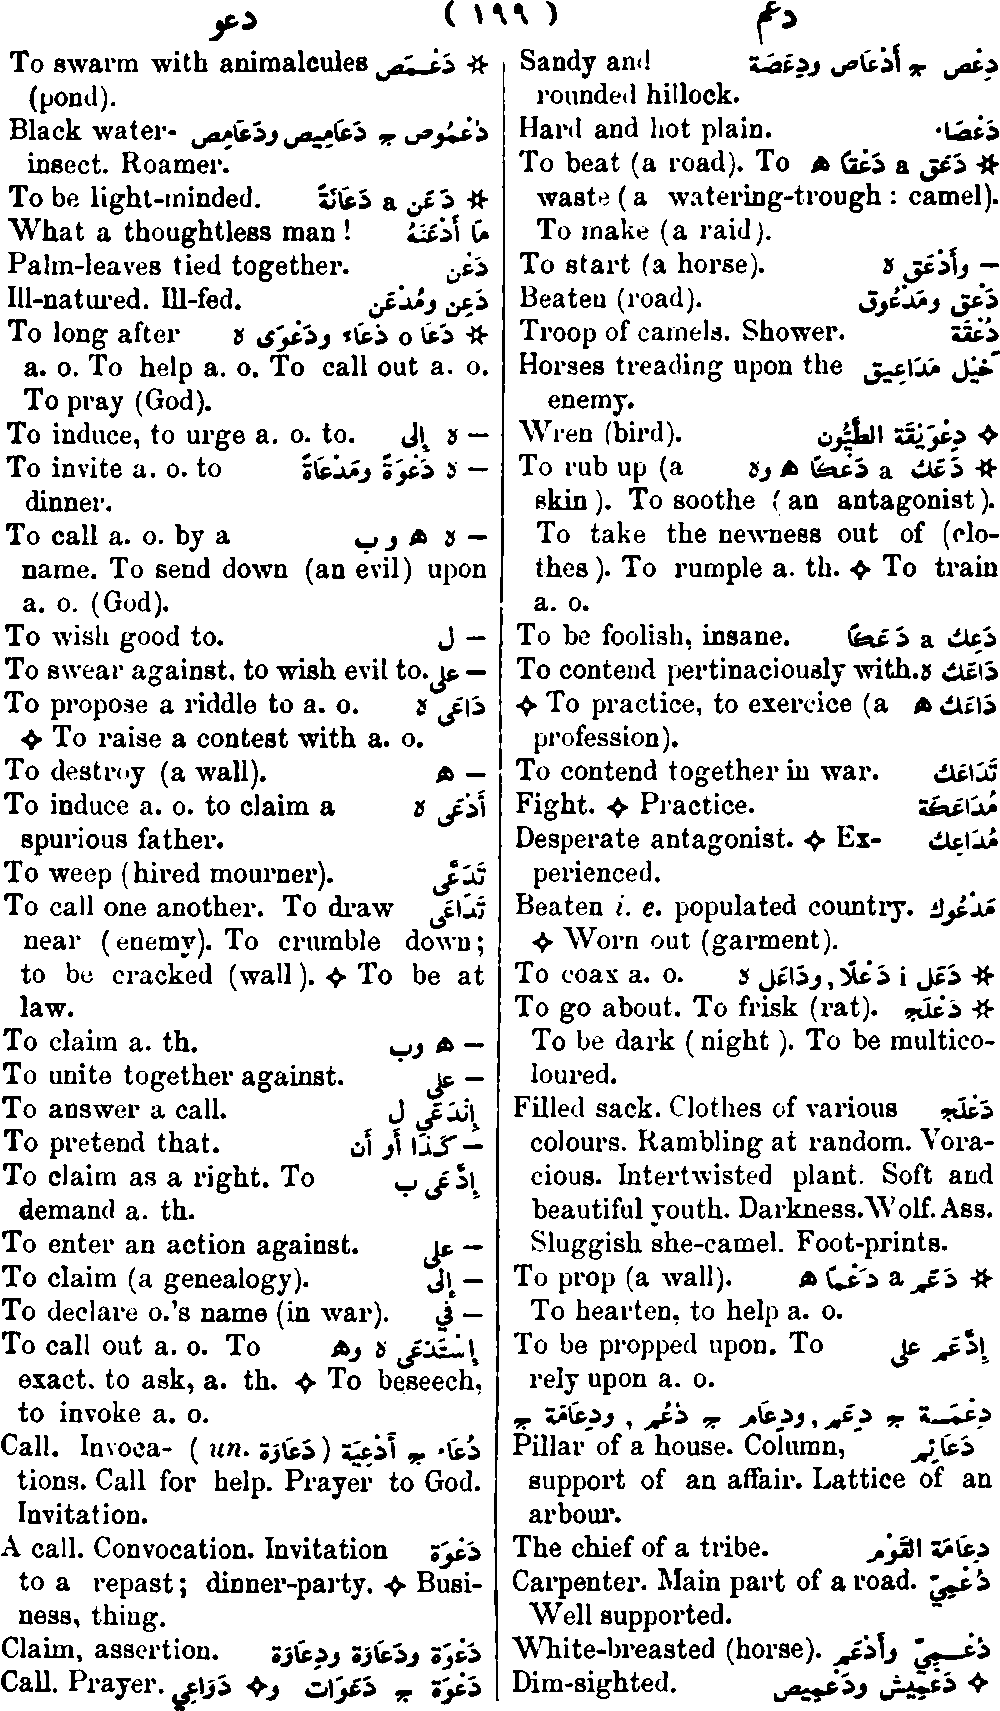 دعو ( ١٩٩ ) دعم
Sandy and دِعْص ج أَدْعَاص ودِعَصَة
rounded hillock.
Hard and hot plain. دَعْصَاء
To beat (a road). To ✲ دَعَق a دَعْقًا ه
waste (a watering-trough : camel).
To make (a raid).
To start (a horse). — وأَدْعَق ه
Beaten (road). دَعْق ومَدْعُوق
Troop of camels. Shower. دُعْقَة
Horses treading upon the خَيْل مَدَاعِيق
enemy.
Wren (bird). ❖ دِعْوَيْقَة الطُّيُون
To rub up (a ✲ دَعَك a دَعْكًا ه وه
skin). To soothe (an antagonist).
To take the newness out of (clo-
thes). To rumple a. th. ❖ To train
a. o.
To be foolish, insane. دَعِك a دَعَكًا
To contend pertinaciously with. دَاعَك ه
❖ To practice, to exercice (a دَاعَك ه
profession).
To contend together in war. تَدَاعَك
Fight. ❖ Practice. مُدَاعَكَة
Desperate antagonist. ❖ Ex- مُدَاعِك
perienced.
Beaten i. e. populated country. مَدْعُوك
❖ Worn out (garment).
To coax a. o. ✲ دَعَل i دَعْلًا, ودَاعَل ه
To go about. To frisk (rat). ✲ دَعْلَج
To be dark (night). To be multico-
loured.
Filled sack. Clothes of various دَعْلَج
colours. Rambling at random. Vora-
cious. Intertwisted plant. Soft and
beautiful youth. Darkness. Wolf. Ass.
Sluggish she-camel. Foot-prints.
To prop (a wall). ✲ دَعَم a دَعْمًا ه
To hearten, to help a. o.
To be propped upon. To إِدَّعَم على
rely upon a. o.
دِعْمَة ج دِعَم, ودِعَام ج دُعُم, ودِعَامَة ج
Pillar of a house. Column, دَعَائِم
support of an affair. Lattice of an
arbour.
The chief of a tribe. دِعَامَة القَوْم
Carpenter. Main part of a road. دُعْمِيّ
Well supported.
White-breasted (horse). دُعْمِيّ وأَدْعَم
Dim-sighted. ❖ دَعْمِيش ودَعْمِيص
To swarm with animalcules ✲ دَعْمَص
(pond).
Black water- دُعْمُوص ج دَعَامِيص ودَعَامِص
insect. Roamer.
To be light-minded. ✲ دَعَن a دَعَانَةً
What a thoughtless man ! مَا أَدْعَنَهُ
Palm-leaves tied together. دَعْن
Ill-natured. Ill-fed. دَعِن ومُدْعَن
To long after ✲ دَعَا o دُعَاء ودَعْوَى ه
a. o. To help a. o. To call out a. o.
To pray (God).
To induce, to urge a. o. to. — ه إِلى
To invite a. o. to — ه دَعْوَةً ومَدْعَاةً
dinner.
To call a. o. by a — ه ه و ب
name. To send down (an evil) upon
a. o. (God).
To wish good to. — ل
To swear against, to wish evil to. — على
To propose a riddle to a. o. دَاعَى ه
❖ To raise a contest with a. o.
To destroy (a wall). — ه
To induce a. o. to claim a أَدْعَى ه
spurious father.
To weep (hired mourner). تَدَعَّى
To call one another. To draw تَدَاعَى
near (enemy). To crumble down;
to be cracked (wall). ❖ To be at
law.
To claim a. th. — ه وب
To unite together against. — على
To answer a call. إِنْدَعَى ل
To pretend that. — كَذَا أَو أَن
To claim as a right. To إِدَّعَى ب
demand a. th.
To enter an action against. — على
To claim (a genealogy). — إِلى
To declare o.'s name (in war). — في
To call out a. o. To إِسْتَدْعَى ه وه
exact, to ask, a. th. ❖ To beseech,
to invoke a. o.
Call. Invoca- ( un. دَعَاوَة ) دُعَاء ج أَدْعِيَة
tions. Call for help. Prayer to God.
Invitation.
A call. Convocation. Invitation دَعْوَة
to a repast; dinner-party. ❖ Busi-
ness, thing.
Claim, assertion. دَعْوَة ودَعَاوَة ودِعَاوَة
Call. Prayer. دَعْوَة ج دَعَوَات و❖ دَوَاعِي